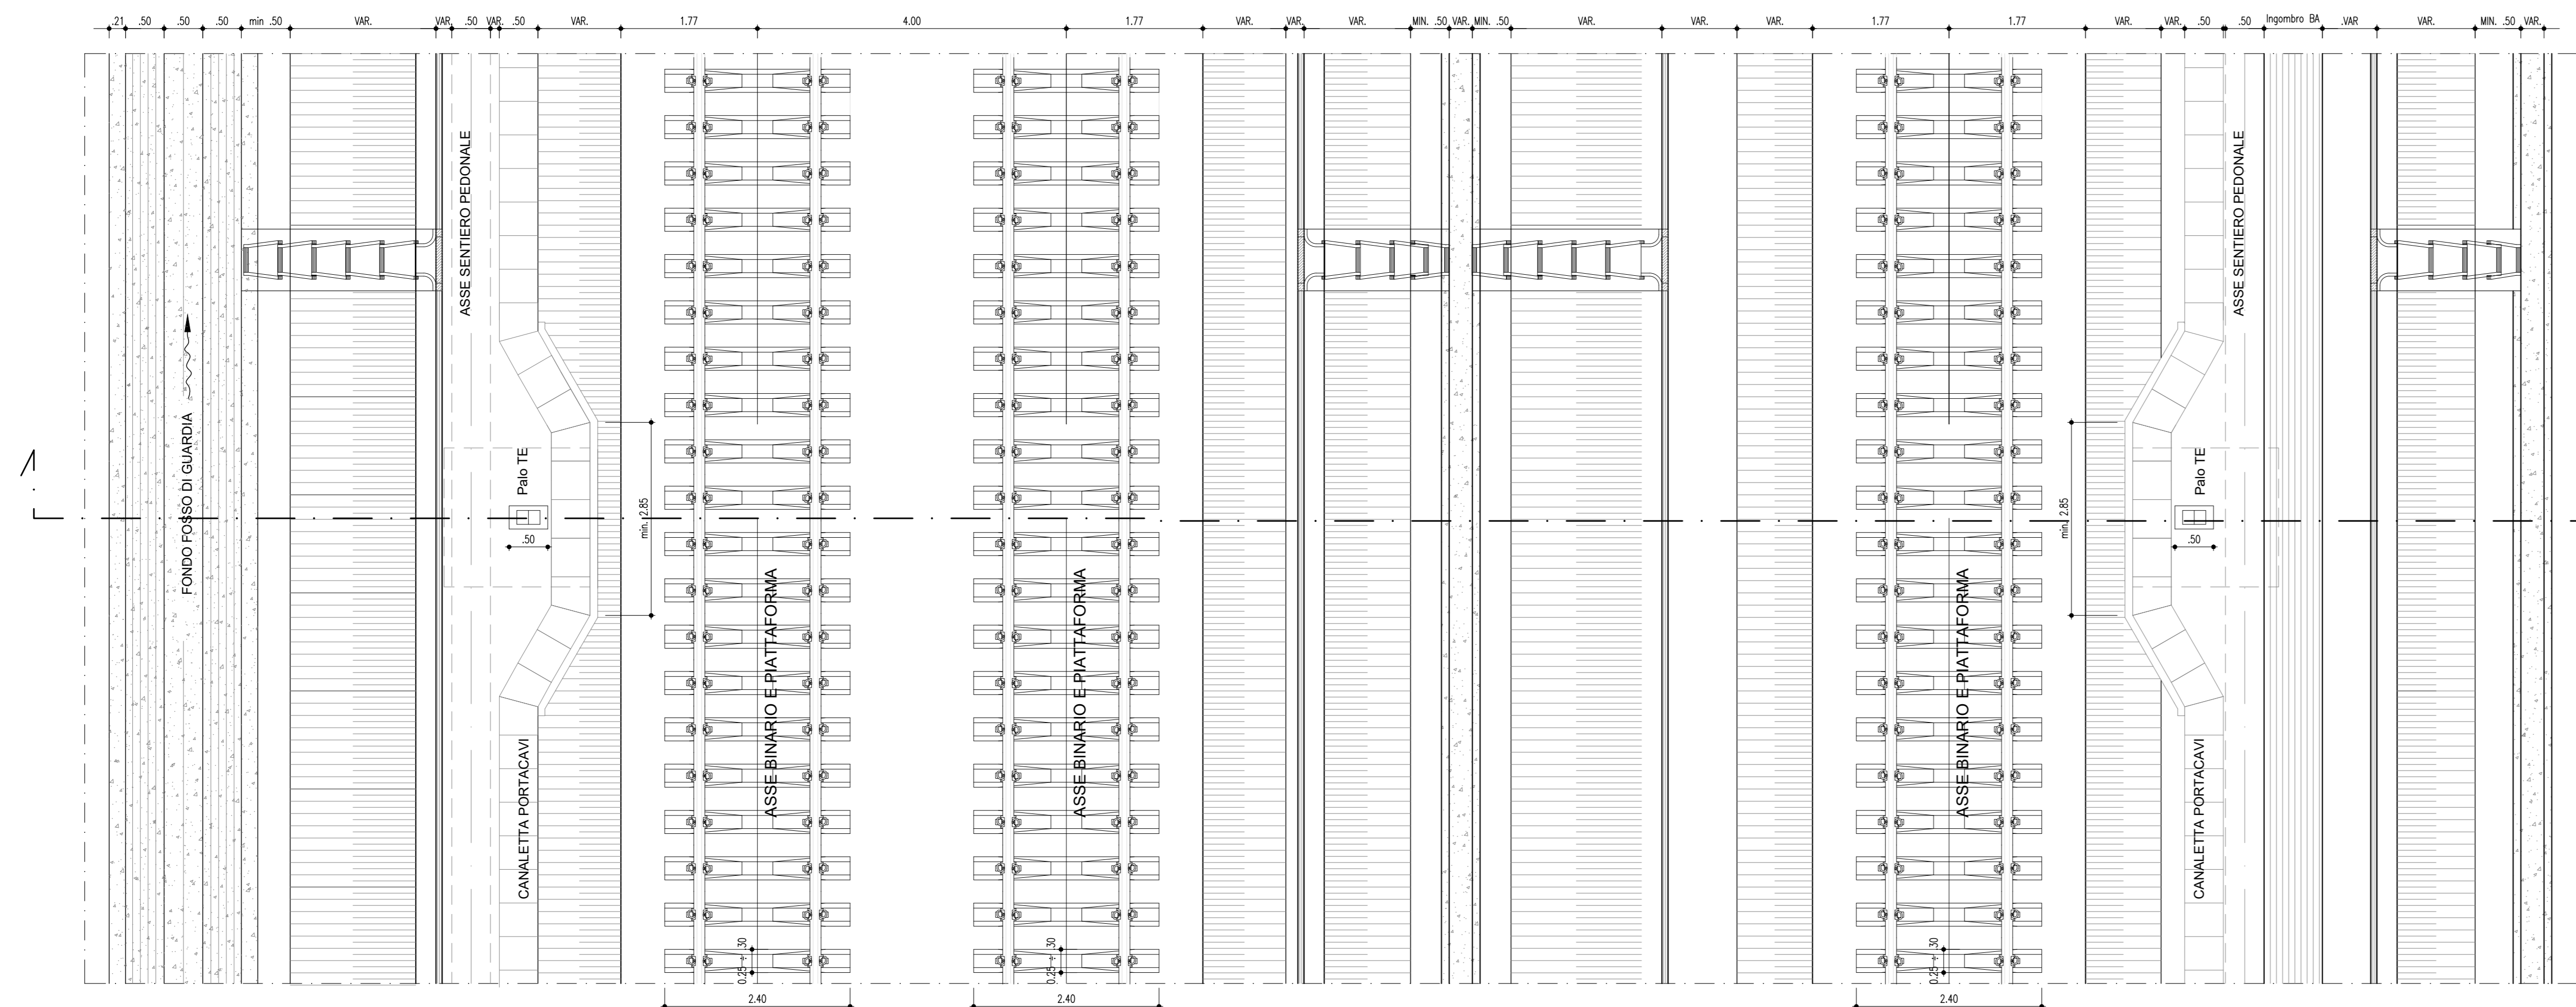 .21 .50 .50 .50 min .50 VAR. VAR. .50 VAR. .50 VAR. 1.77 4.00 1.77 VAR. VAR. VAR. MIN. .50 VAR. MIN. .50 VAR. VAR. VAR. 1.77 1.77 VAR. VAR. .50 .50 Ingombro BA .VAR VAR. MIN. .50 VAR.
ASSE SENTIERO PEDONALE
ASSE SENTIERO PEDONALE
FONDO FOSSO DI GUARDIA
1
Palo TE
.50
min. 2.85
Palo TE
.50
min. 2.85
ASSE BINARIO E PIATTAFORMA
ASSE BINARIO E PIATTAFORMA
ASSE BINARIO E PIATTAFORMA
CANALETTA PORTACAVI
CANALETTA PORTACAVI
0.25÷.30
0.25÷.30
0.25÷.30
2.40
2.40
2.40